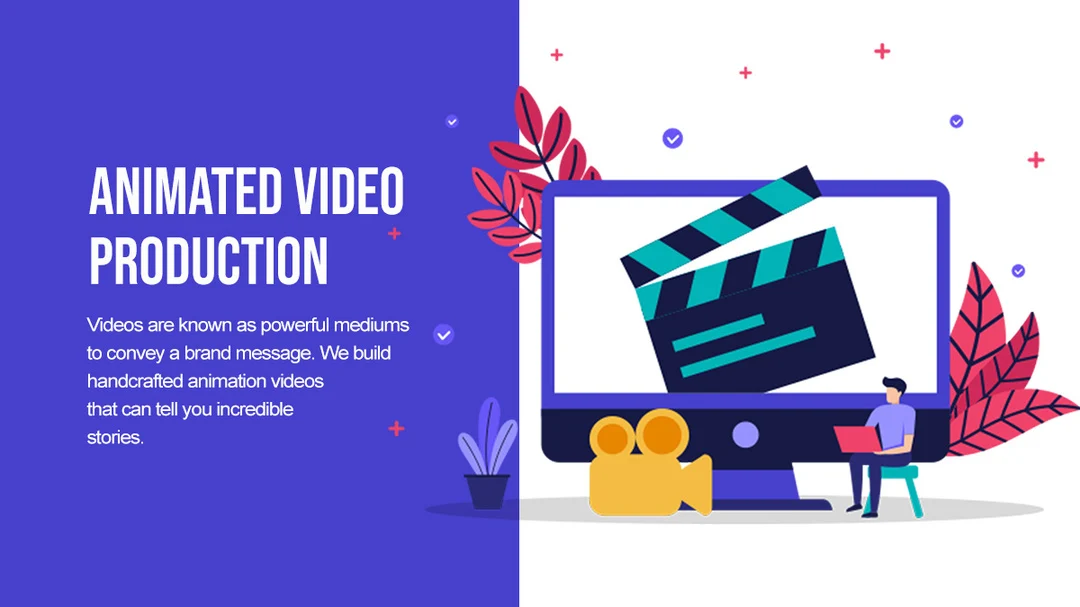 ANIMATED VIDEO
PRODUCTION
Videos are known as powerful mediums
to convey a brand message. We build
handcrafted animation videos
that can tell you incredible
stories.